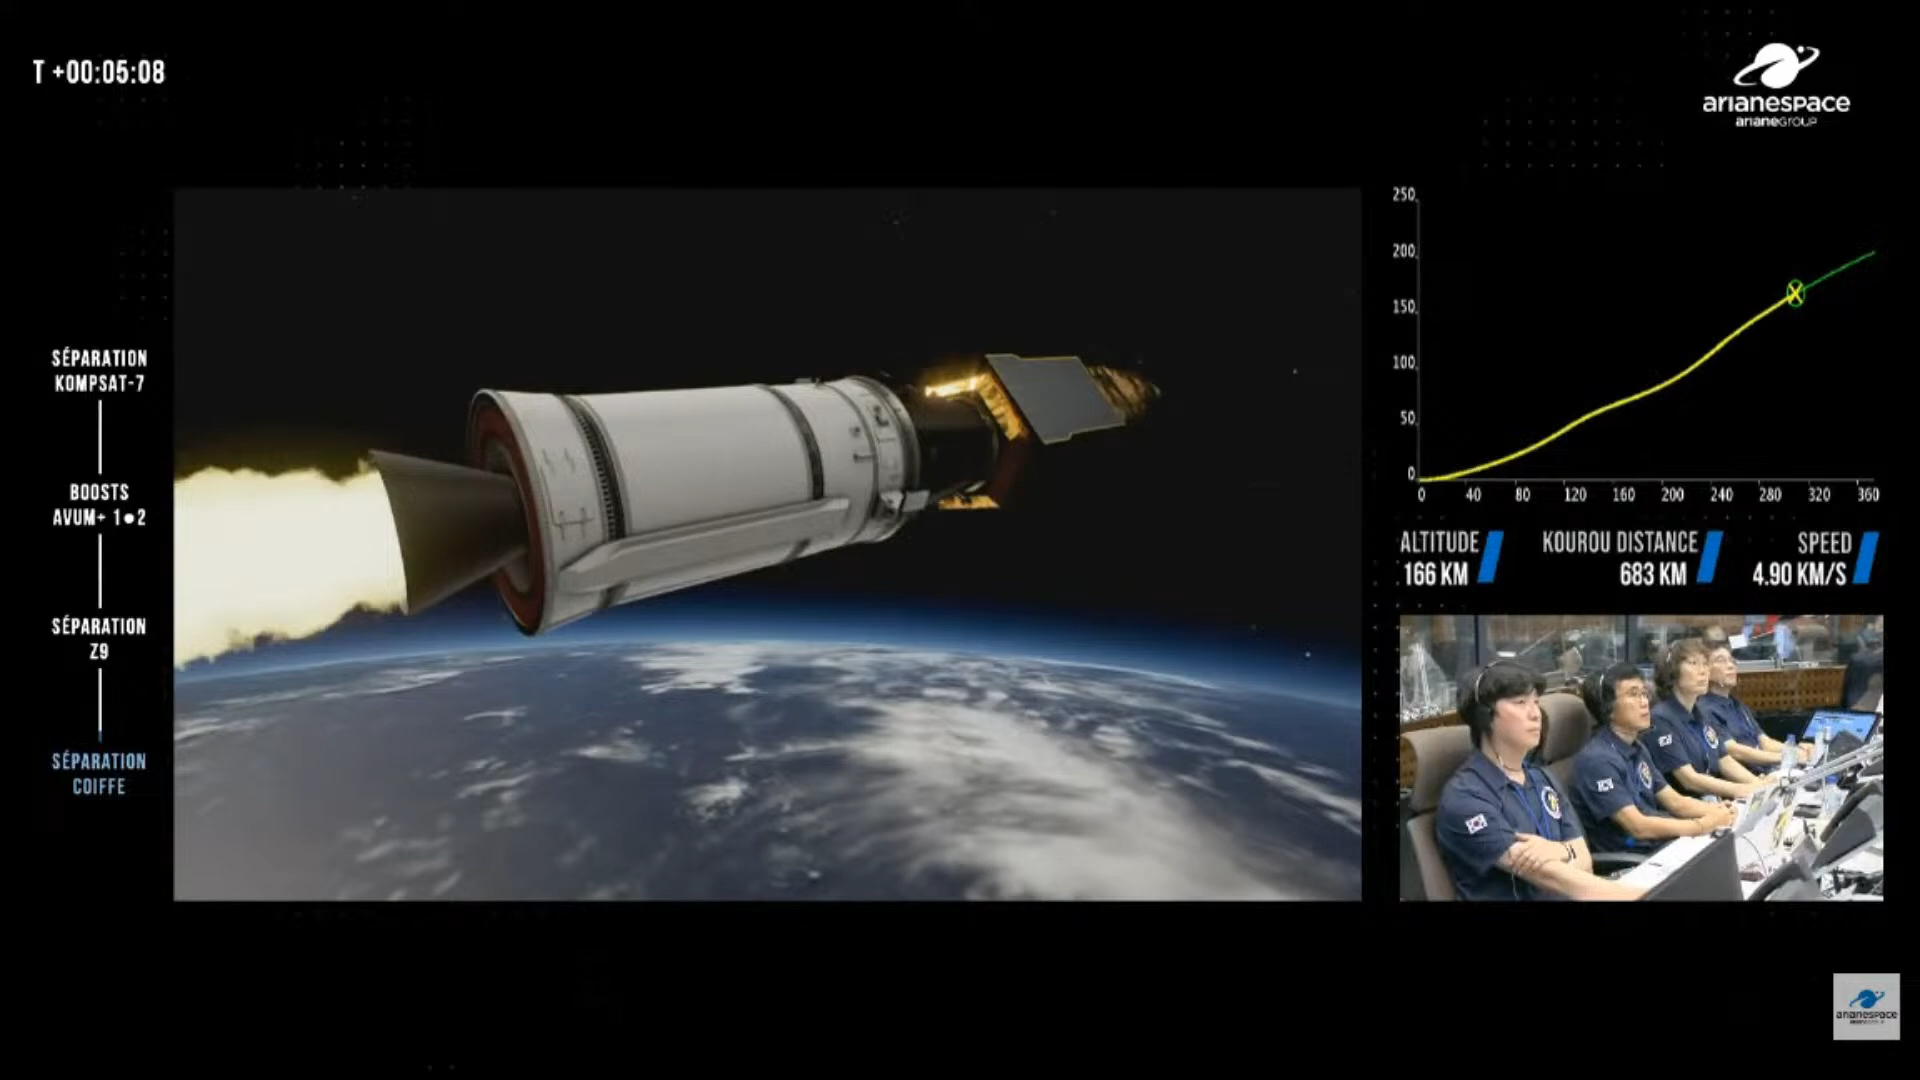 T +00:05:08
arianespace
arianeGROUP
SÉPARATION
KOMPSAT-7
BOOSTS
AVUM+ 1●2
SÉPARATION
Z9
SÉPARATION
COIFFE
250
200
150
100
50
0
0 40 80 120 160 200 240 280 320 360
ALTITUDE
166 KM
KOUROU DISTANCE
683 KM
SPEED
4.90 KM/S
arianespace